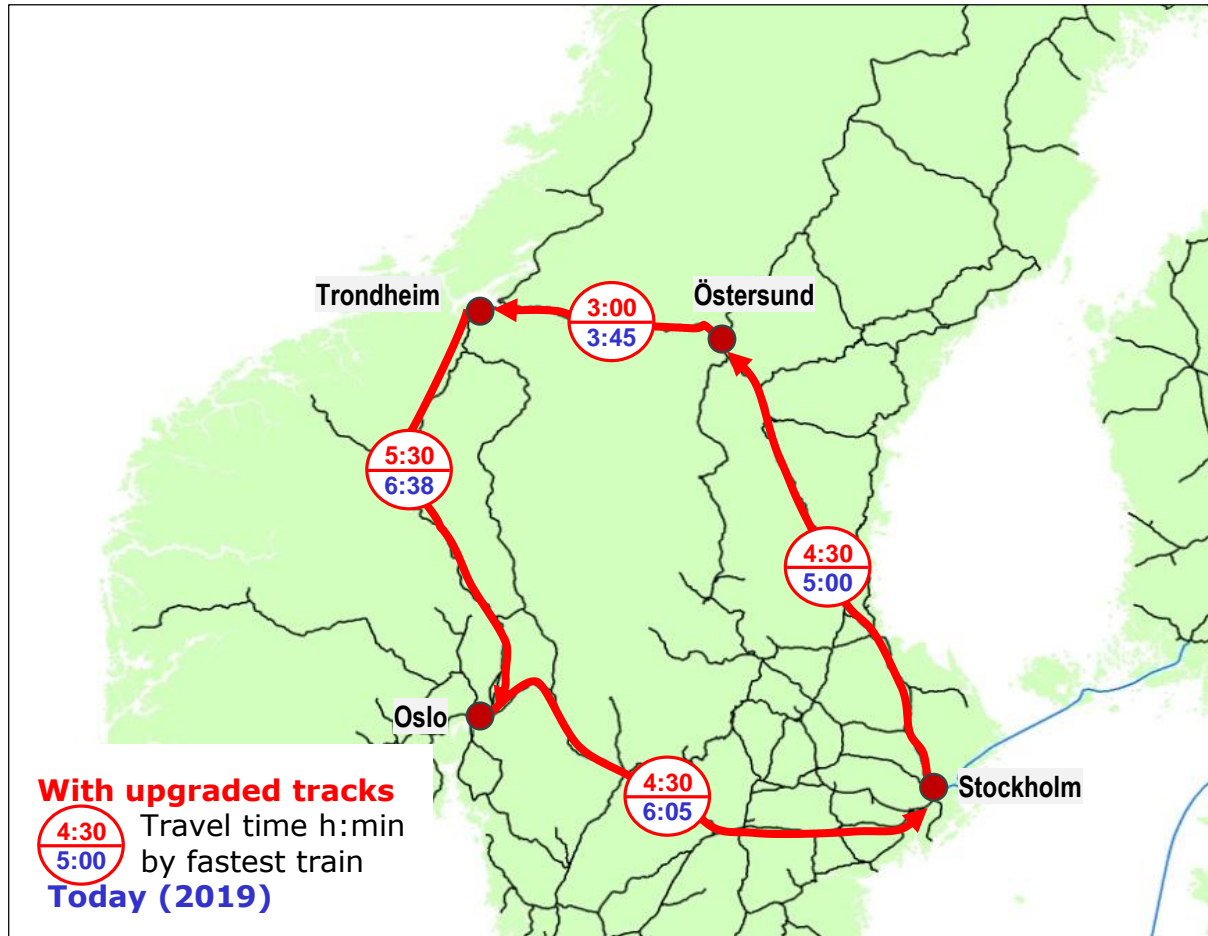 Trondheim
3:00
3:45
Östersund
5:30
6:38
4:30
5:00
Oslo
4:30
6:05
Stockholm
With upgraded tracks
4:30
5:00
Travel time h:min
by fastest train
Today (2019)